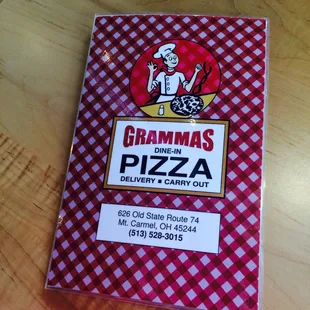 GRAMMAS
DINE-IN
PIZZA
DELIVERY ■ CARRY OUT
626 Old State Route 74
Mt. Carmel, OH 45244
(513) 528-3015